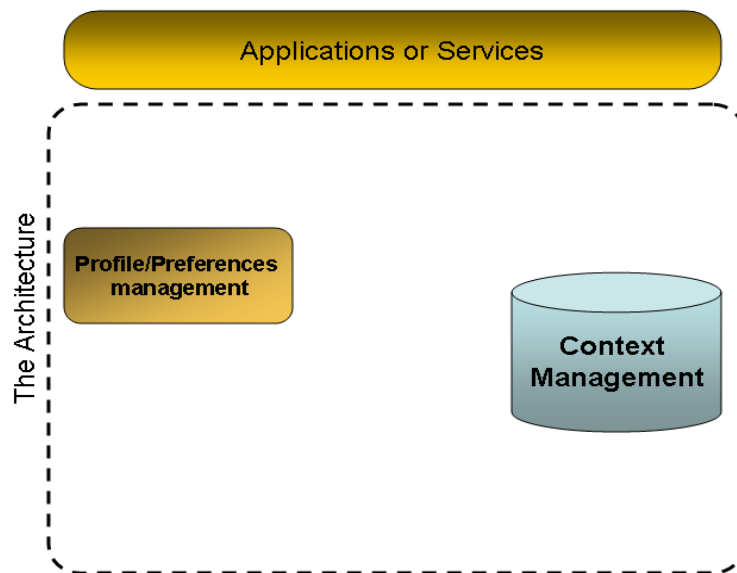 Applications or Services
The Architecture
Profile/Preferences
management
Context
Management